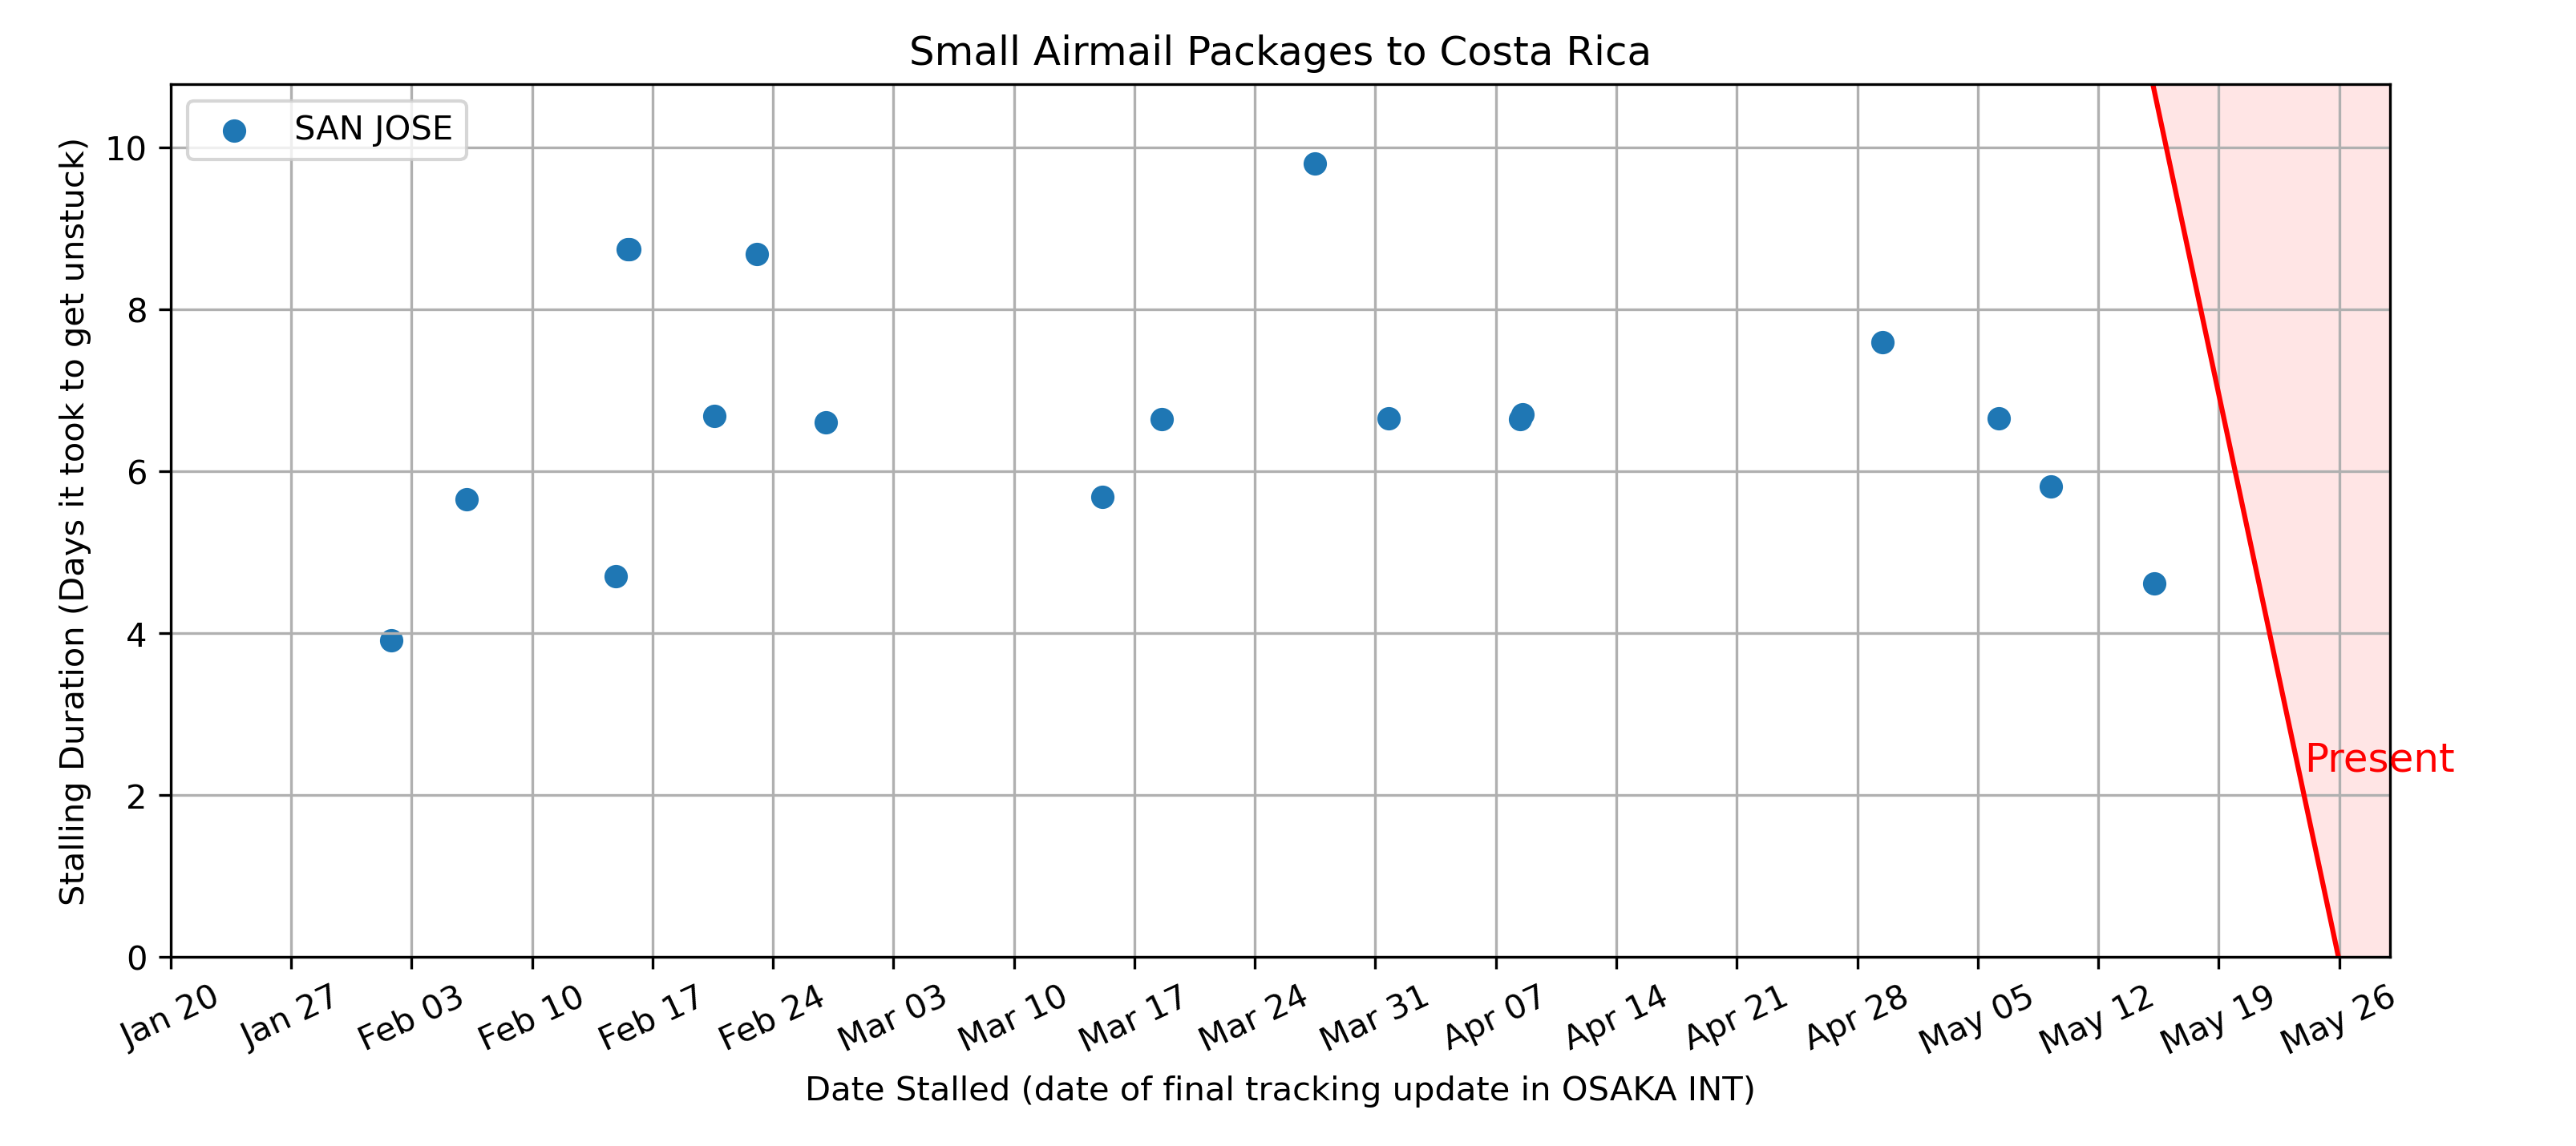 Small Airmail Packages to Costa Rica
SAN JOSE
Stalling Duration (Days it took to get unstuck)
10
8
6
4
2
0
Present
Jan 20
Jan 27
Feb 03
Feb 10
Feb 17
Feb 24
Mar 03
Mar 10
Mar 17
Mar 24
Mar 31
Apr 07
Apr 14
Apr 21
Apr 28
May 05
May 12
May 19
May 26
Date Stalled (date of final tracking update in OSAKA INT)